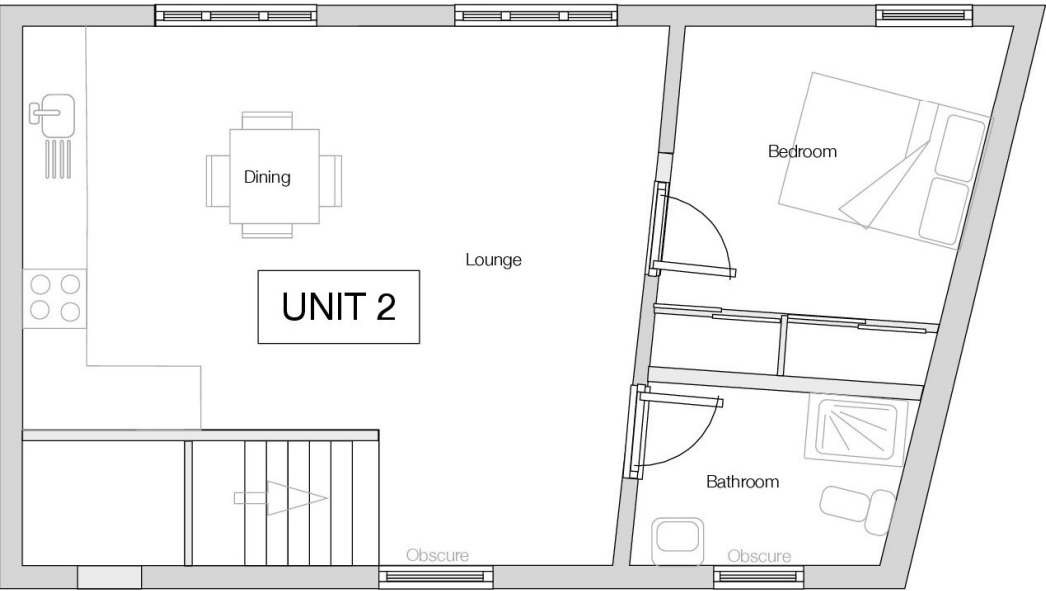 Bedroom
Dining
Lounge
UNIT 2
Bathroom
Obscure
Obscure